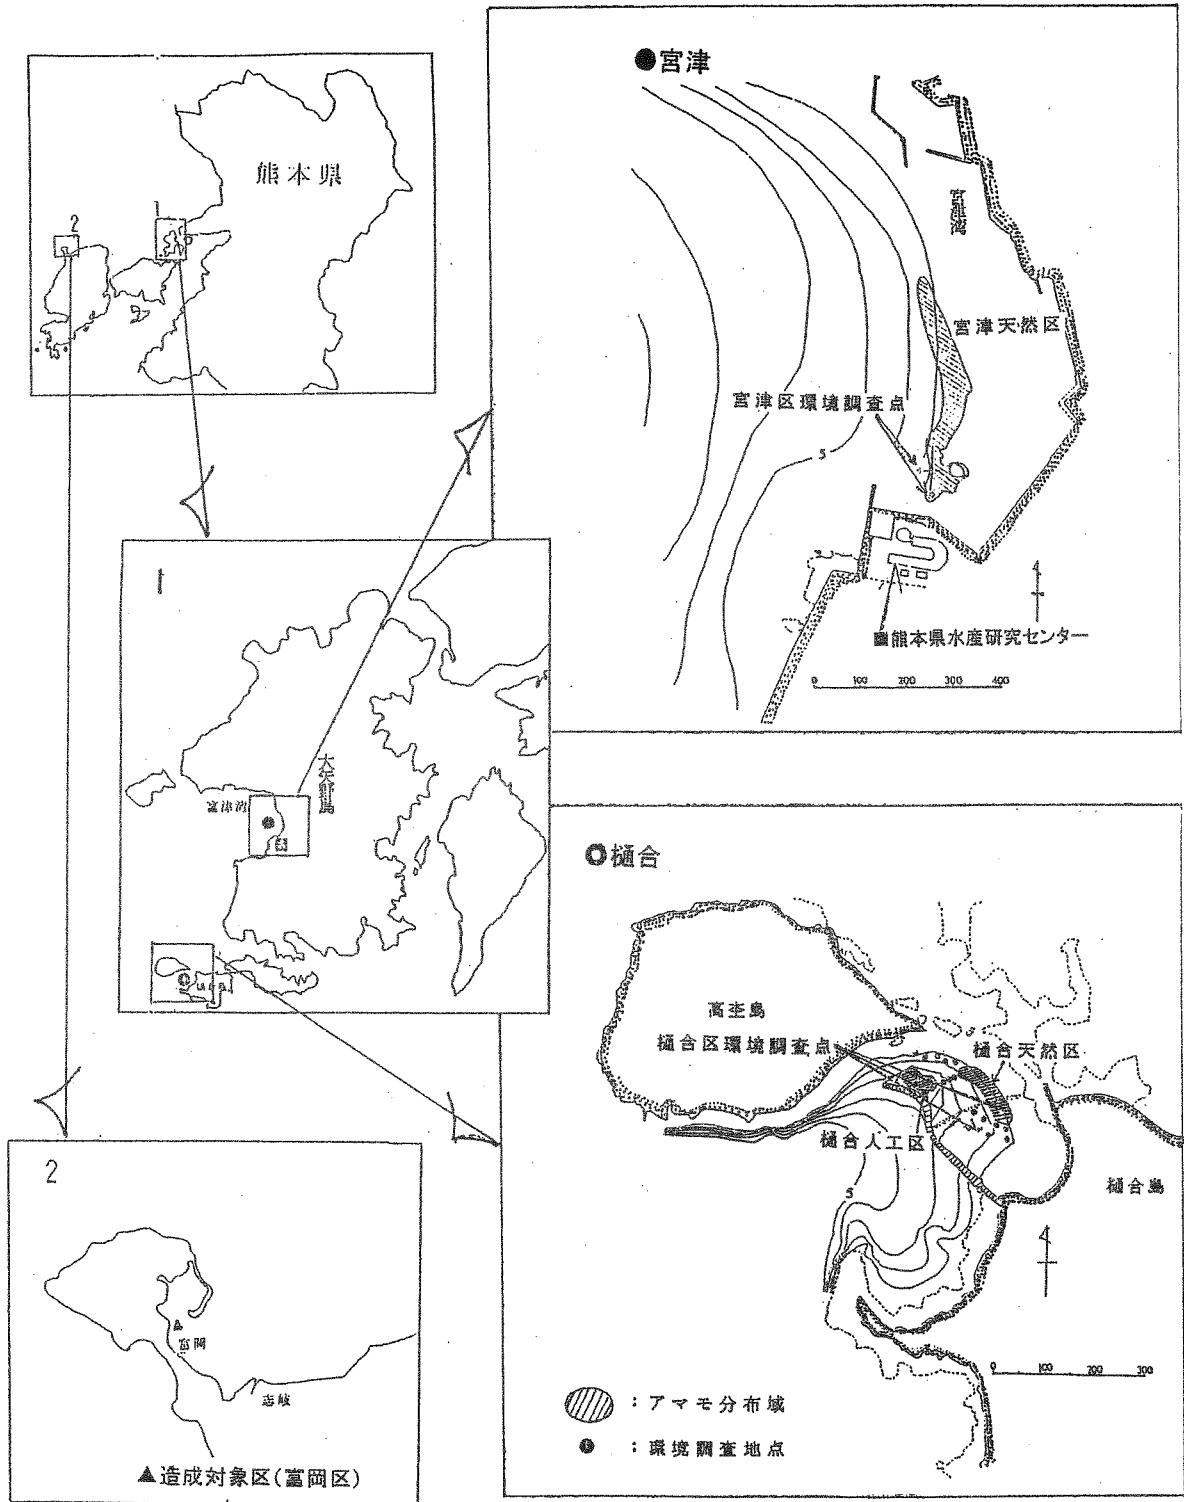 熊本県
1
2
●宮津
宮津湾
宮津天然区
宮津区環境調査点
5
熊本県水産研究センター
0 100 200 300 400
1
大矢野島
宮津湾
2
富岡
志岐
▲造成対象区(富岡区)
樋合
高杢島
樋合区環境調査点
樋合天然区
樋合人工区
5
樋合島
0 100 200 300
：アマモ分布域
：環境調査地点